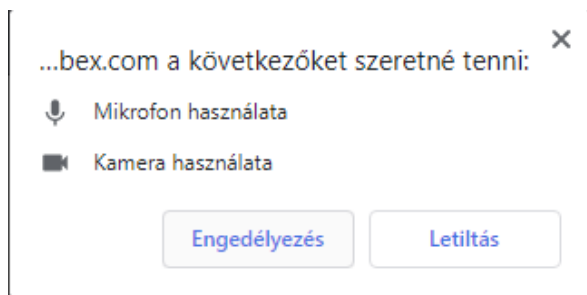 ...bex.com a következőket szeretné tenni:
Mikrofon használata
Kamera használata
Engedélyezés
Letiltás